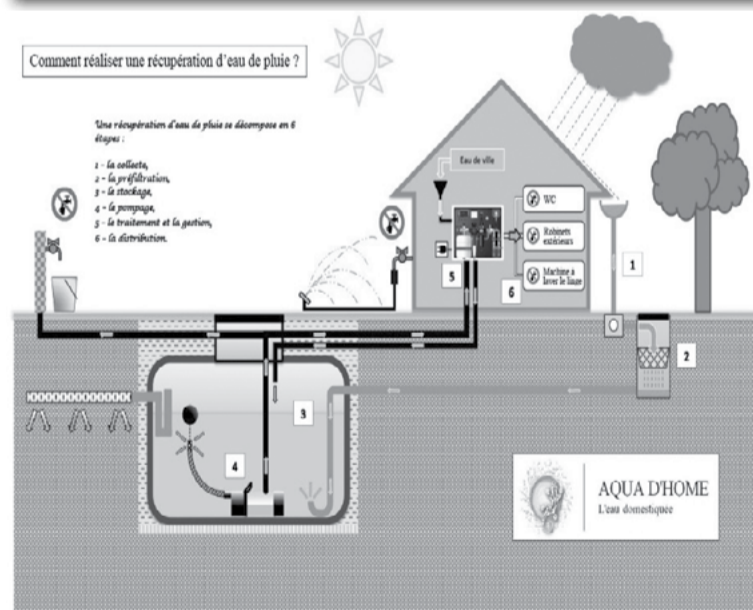 Comment réaliser une récupération d'eau de pluie ?
Une récupération d'eau de pluie se décompose en 6
étapes :
1 - la collecte,
2 - la préfiltration,
3 - le stockage,
4 - le pompage,
5 - le traitement et la gestion,
6 - la distribution.
Eau de ville
WC
Robinets
extérieurs
Machine à
laver le linge
5
6
1
2
3
4
AQUA D'HOME
L'eau domestiquée